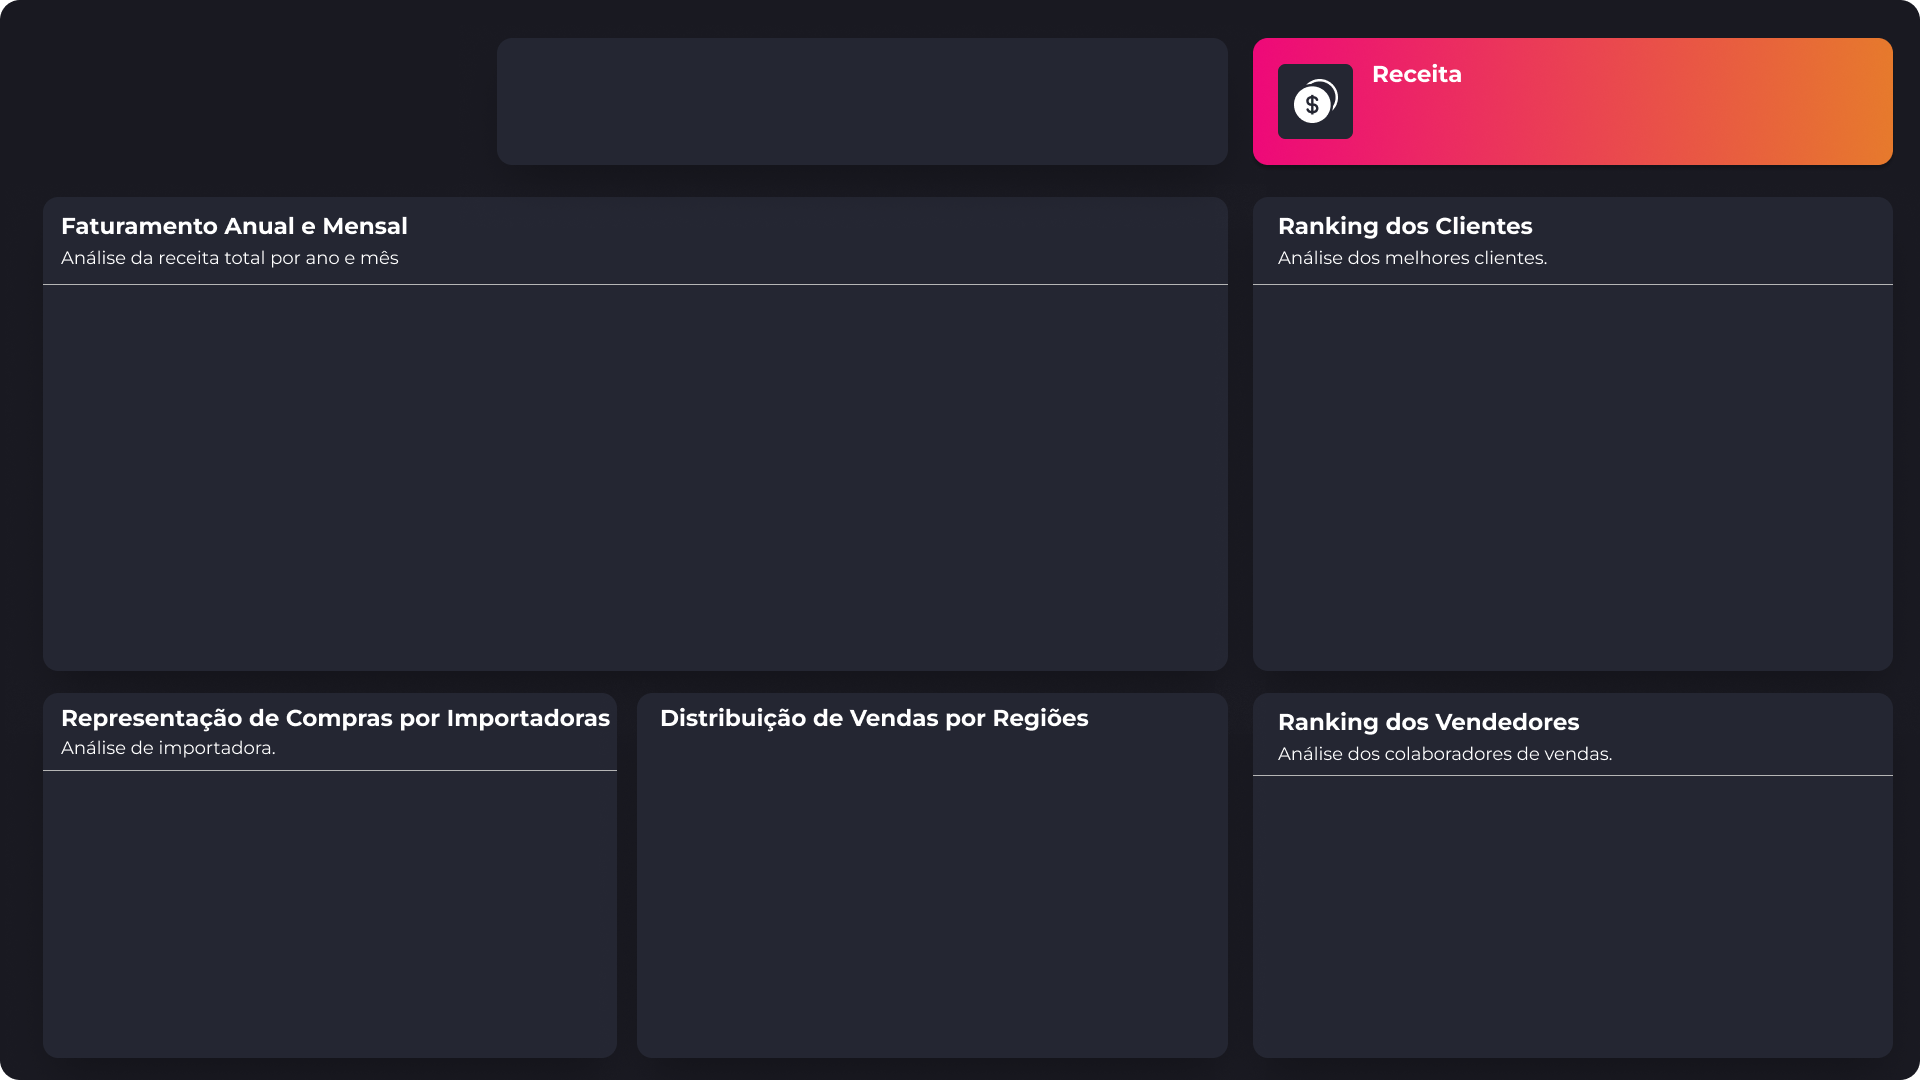 $
Receita
Faturamento Anual e Mensal
Análise da receita total por ano e mês
Ranking dos Clientes
Análise dos melhores clientes.
Representação de Compras por Importadoras
Análise de importadora.
Distribuição de Vendas por Regiões
Ranking dos Vendedores
Análise dos colaboradores de vendas.